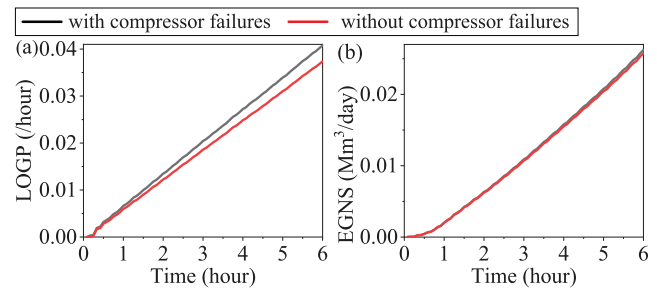 with compressor failures without compressor failures
(a)
LOGP (/hour)
0.04
0.03
0.02
0.01
0.00
0 1 2 3 4 5 6
Time (hour)
(b)
EGNS (Mm³/day)
0.02
0.01
0.00
0 1 2 3 4 5 6
Time (hour)